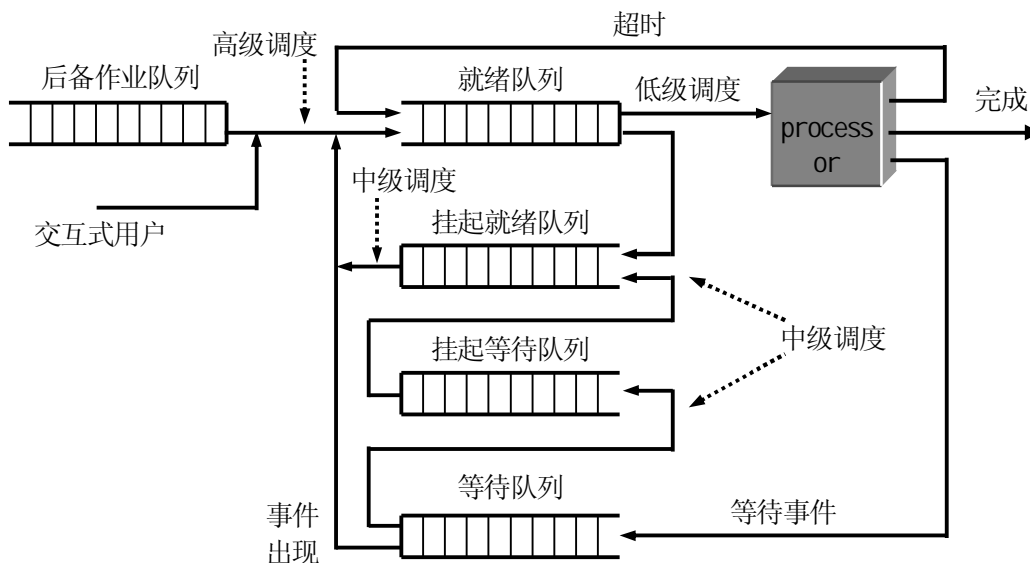 超时
高级调度
后备作业队列
就绪队列
低级调度
完成
process
or
中级调度
交互式用户
挂起就绪队列
中级调度
挂起等待队列
等待队列
等待事件
事件
出现